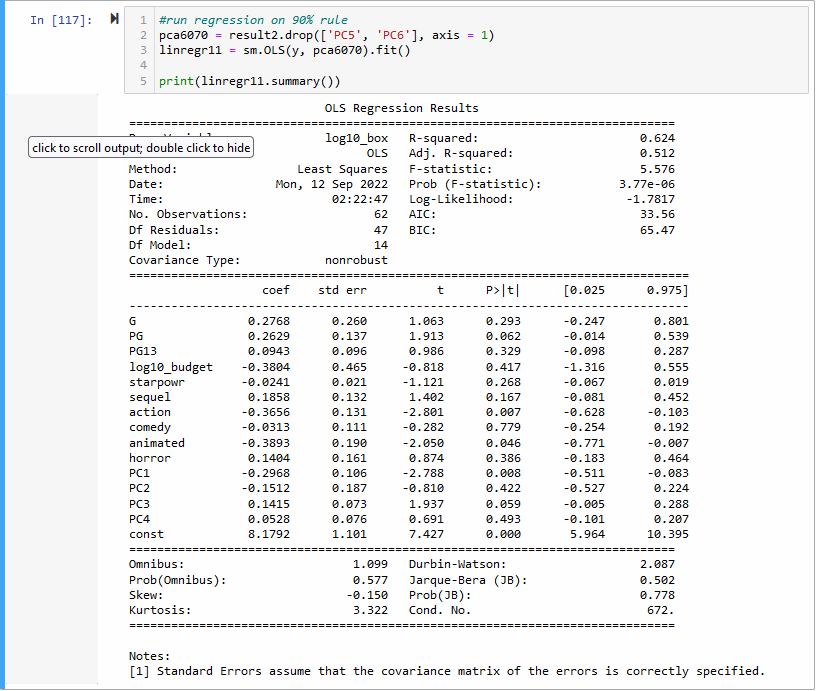 In [117]:
1 #run regression on 90% rule
2 pca6070 = result2.drop(['PC5', 'PC6'], axis = 1)
3 linregr11 = sm.OLS(y, pca6070).fit()
4
5 print(linregr11.summary())
OLS Regression Results
==============================================================================
log10_box R-squared: 0.624
click to scroll output; double click to hide
OLS Adj. R-squared: 0.512
Method: Least Squares F-statistic: 5.576
Date: Mon, 12 Sep 2022 Prob (F-statistic): 3.77e-06
Time: 02:22:47 Log-Likelihood: -1.7817
No. Observations: 62 AIC: 33.56
Df Residuals: 47 BIC: 65.47
Df Model: 14
Covariance Type: nonrobust
================================================================================
coef std err t P>|t| [0.025 0.975]
--------------------------------------------------------------------------------
G 0.2768 0.260 1.063 0.293 -0.247 0.801
PG 0.2629 0.137 1.913 0.062 -0.014 0.539
PG13 0.0943 0.096 0.986 0.329 -0.098 0.287
log10_budget -0.3804 0.465 -0.818 0.417 -1.316 0.555
starpowr -0.0241 0.021 -1.121 0.268 -0.067 0.019
sequel 0.1858 0.132 1.402 0.167 -0.081 0.452
action -0.3656 0.131 -2.801 0.007 -0.628 -0.103
comedy -0.0313 0.111 -0.282 0.779 -0.254 0.192
animated -0.3893 0.190 -2.050 0.046 -0.771 -0.007
horror 0.1404 0.161 0.874 0.386 -0.183 0.464
PC1 -0.2968 0.106 -2.788 0.008 -0.511 -0.083
PC2 -0.1512 0.187 -0.810 0.422 -0.527 0.224
PC3 0.1415 0.073 1.937 0.059 -0.005 0.288
PC4 0.0528 0.076 0.691 0.493 -0.101 0.207
const 8.1792 1.101 7.427 0.000 5.964 10.395
==============================================================================
Omnibus: 1.099 Durbin-Watson: 2.087
Prob(Omnibus): 0.577 Jarque-Bera (JB): 0.502
Skew: -0.150 Prob(JB): 0.778
Kurtosis: 3.322 Cond. No. 672.
==============================================================================
Notes:
[1] Standard Errors assume that the covariance matrix of the errors is correctly specified.